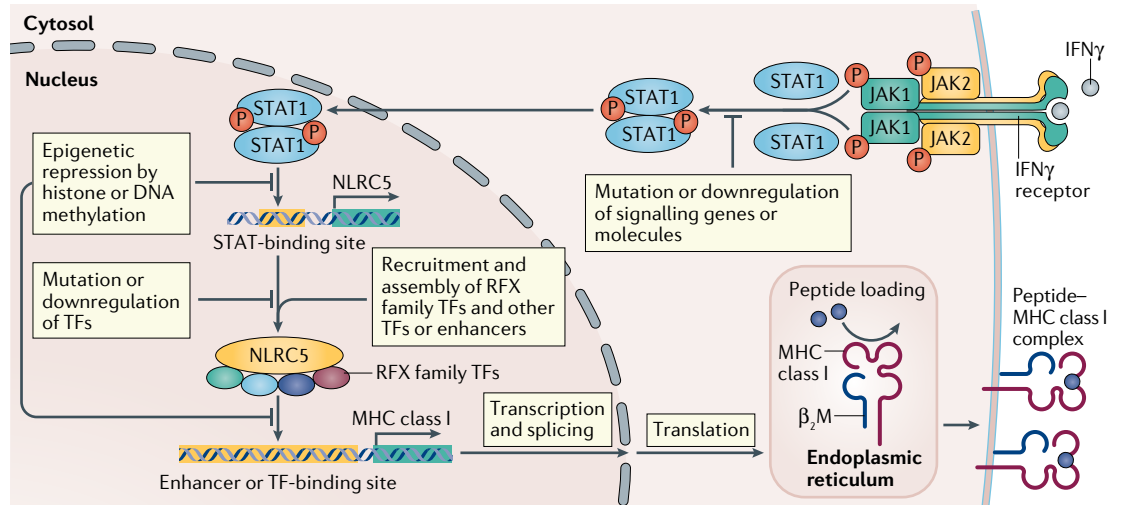 Cytosol
Nucleus
STAT1
P
P
STAT1
STAT1
P
P
STAT1
STAT1
STAT1
P
P
JAK1
JAK2
JAK1
JAK2
P
P
IFNγ
IFNγ
receptor
Epigenetic
repression by
histone or DNA
methylation
NLRC5
STAT-binding site
Mutation or downregulation
of signalling genes or
molecules
Mutation or
downregulation
of TFs
Recruitment and
assembly of RFX
family TFs and other
TFs or enhancers
NLRC5
RFX family TFs
MHC class I
Enhancer or TF-binding site
Transcription
and splicing
Translation
Peptide loading
MHC
class I
β₂M
Endoplasmic
reticulum
Peptide–
MHC class I
complex